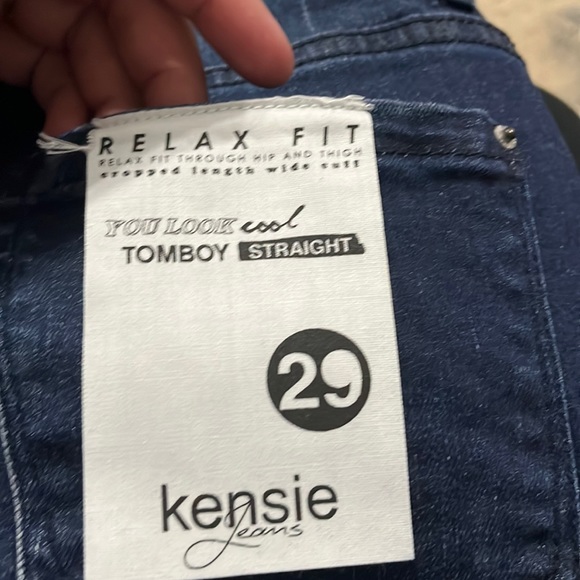 RELAX FIT
RELAX FIT THROUGH HIP AND THIGH
cropped length wide cuff
YOU LOOK cool
TOMBOY STRAIGHT
29
kensie
Jeans